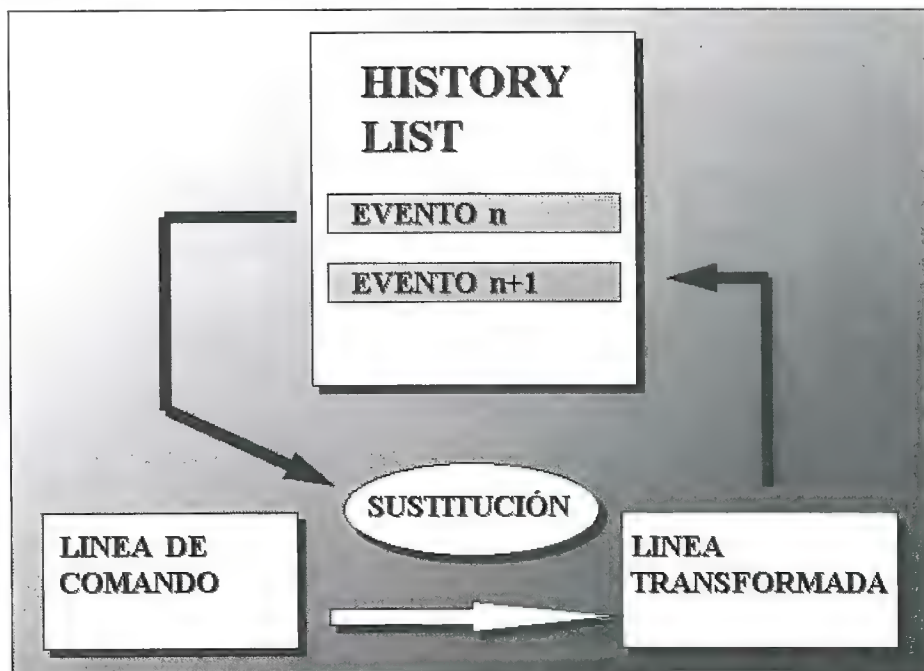 HISTORY
LIST
EVENTO n
EVENTO n+1
SUSTITUCIÓN
LINEA DE
COMANDO
LINEA
TRANSFORMADA